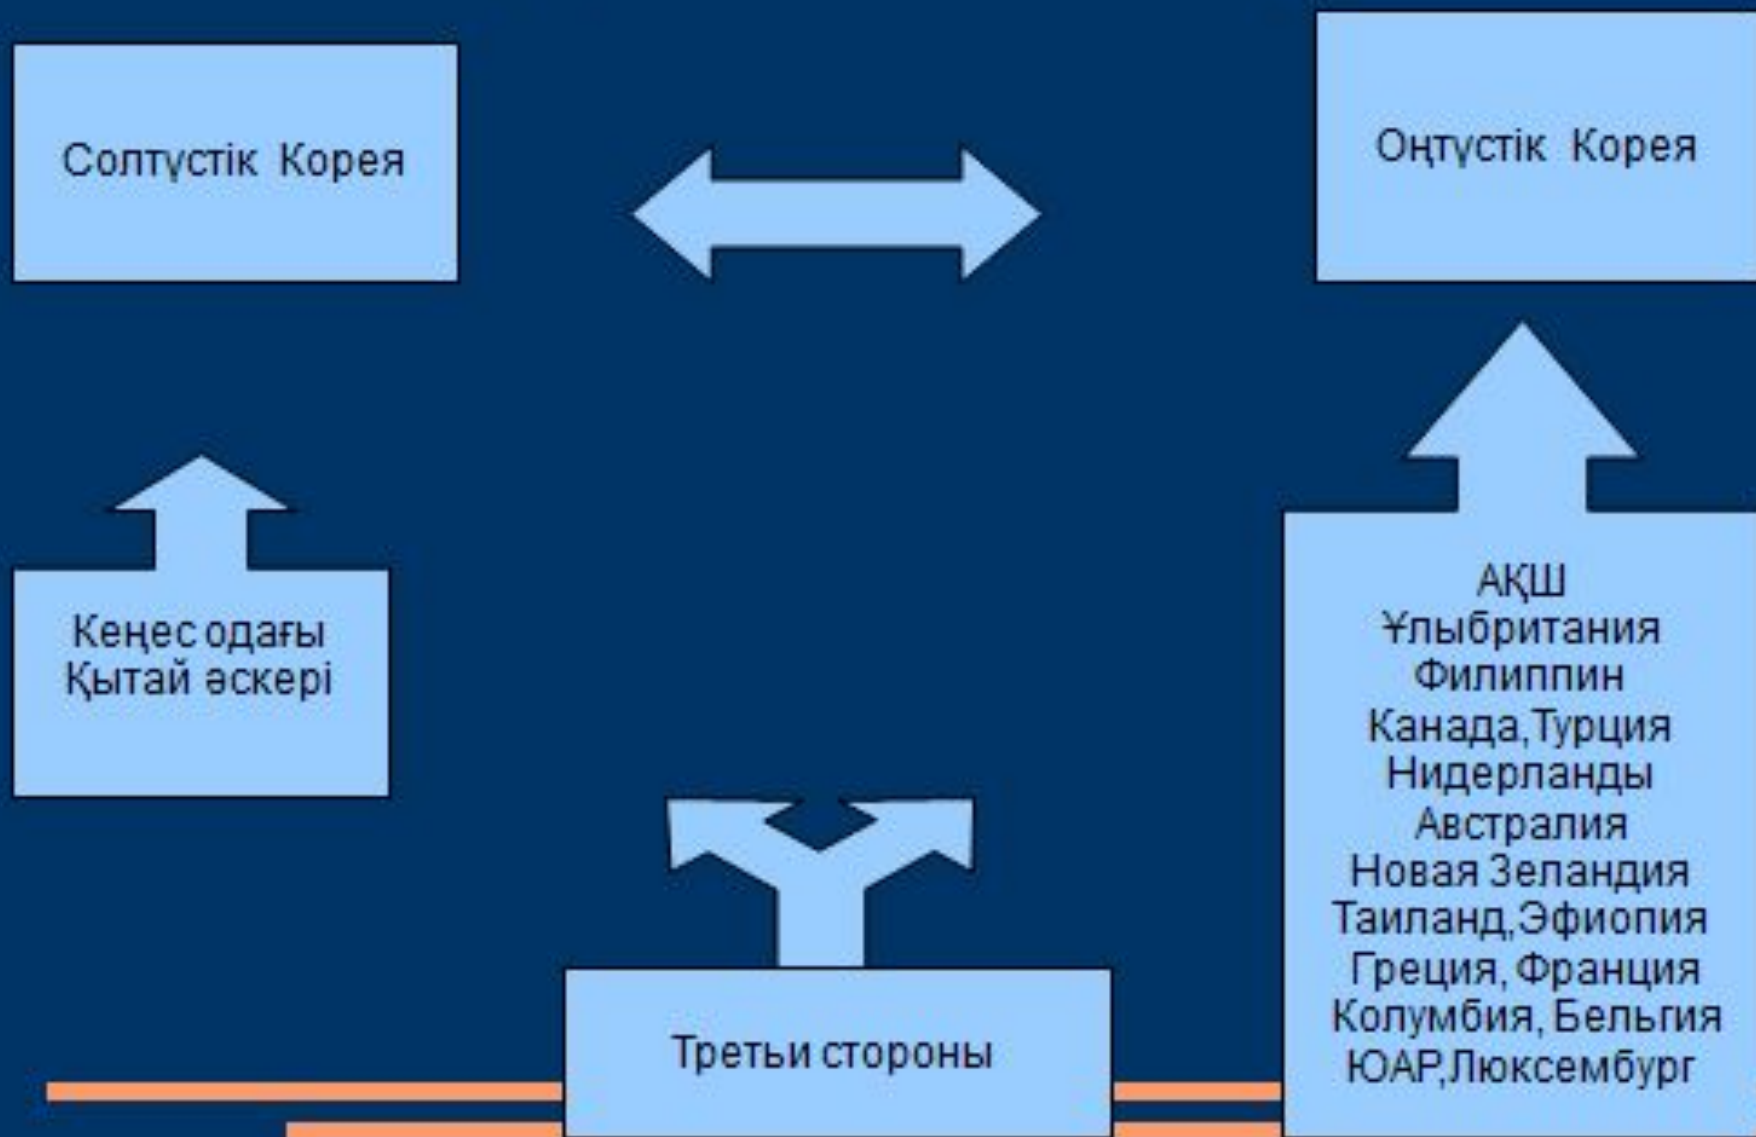 Солтүстік Корея
Оңтүстік Корея
Кеңес одағы
Қытай әскері
АҚШ
Ұлыбритания
Филиппин
Канада,Турция
Нидерланды
Австралия
Новая Зеландия
Таиланд,Эфиопия
Греция, Франция
Колумбия, Бельгия
ЮАР,Люксембург
Третьи стороны